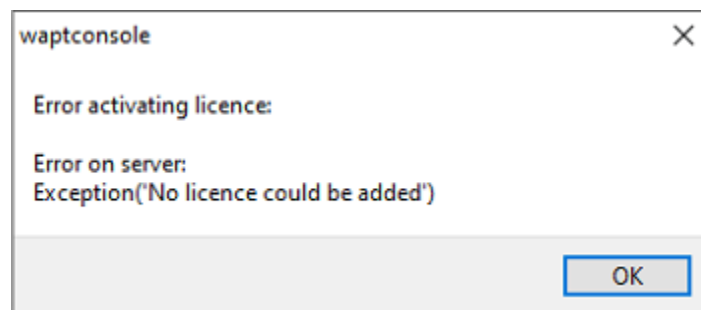 waptconsole
Error activating licence:
Error on server:
Exception('No licence could be added')
OK